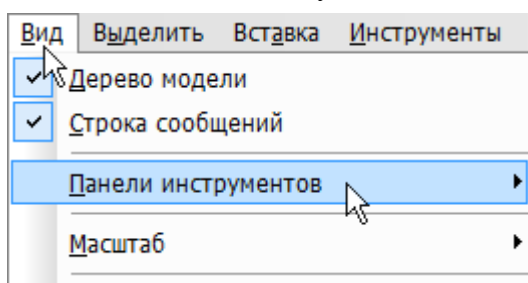 Вид Выделить Вставка Инструменты
Дерево модели
Строка сообщений
Панели инструментов
Масштаб